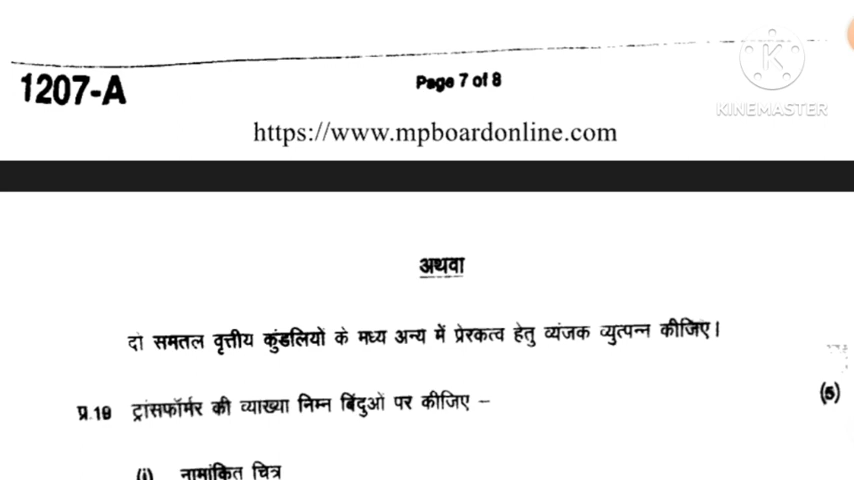 1207-A
Page 7 of 8
KINEMASTER
https://www.mpboardonline.com
अथवा
दो समतल वृत्तीय कुंडलियों के मध्य अन्य में प्रेरकत्व हेतु व्यंजक व्युत्पन्न कीजिए।
प्र.19 ट्रांसफॉर्मर की व्याख्या निम्न बिंदुओं पर कीजिए –
(5)
(i) नामांकित चित्र